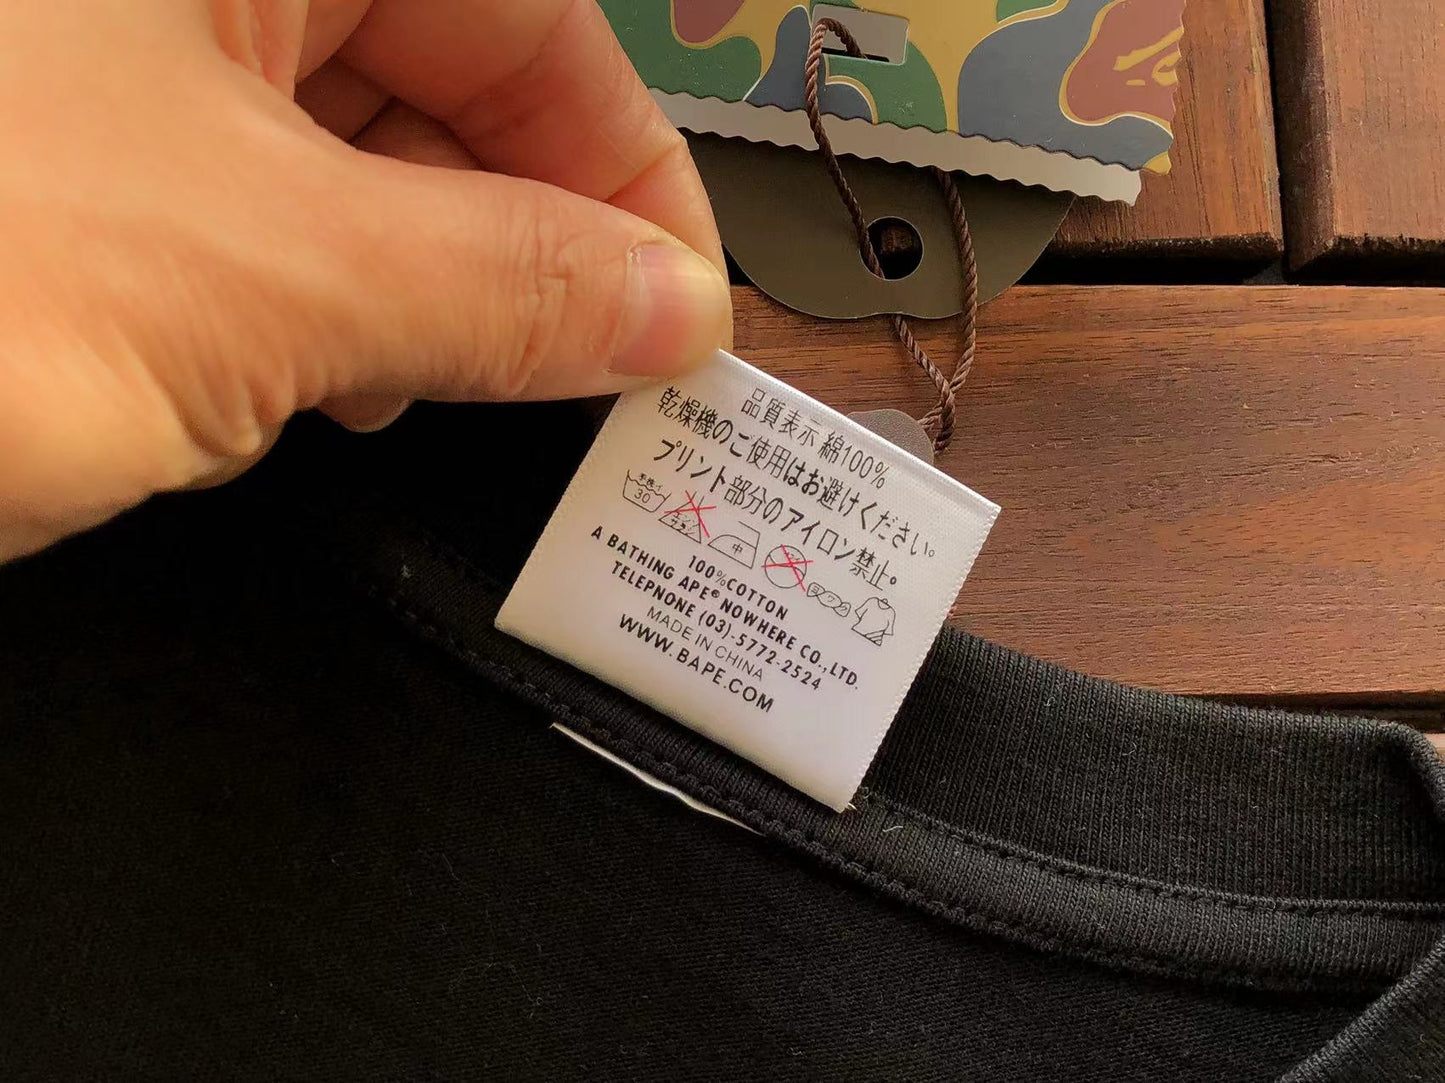 品質表示 綿100%
乾燥機のご使用はお避けください。
プリント部分のアイロン禁止。
30
中
100%COTTON
A BATHING APE® NOWHERE CO.,LTD.
TELEPNONE (03)-5772-2524
MADE IN CHINA
WWW.BAPE.COM